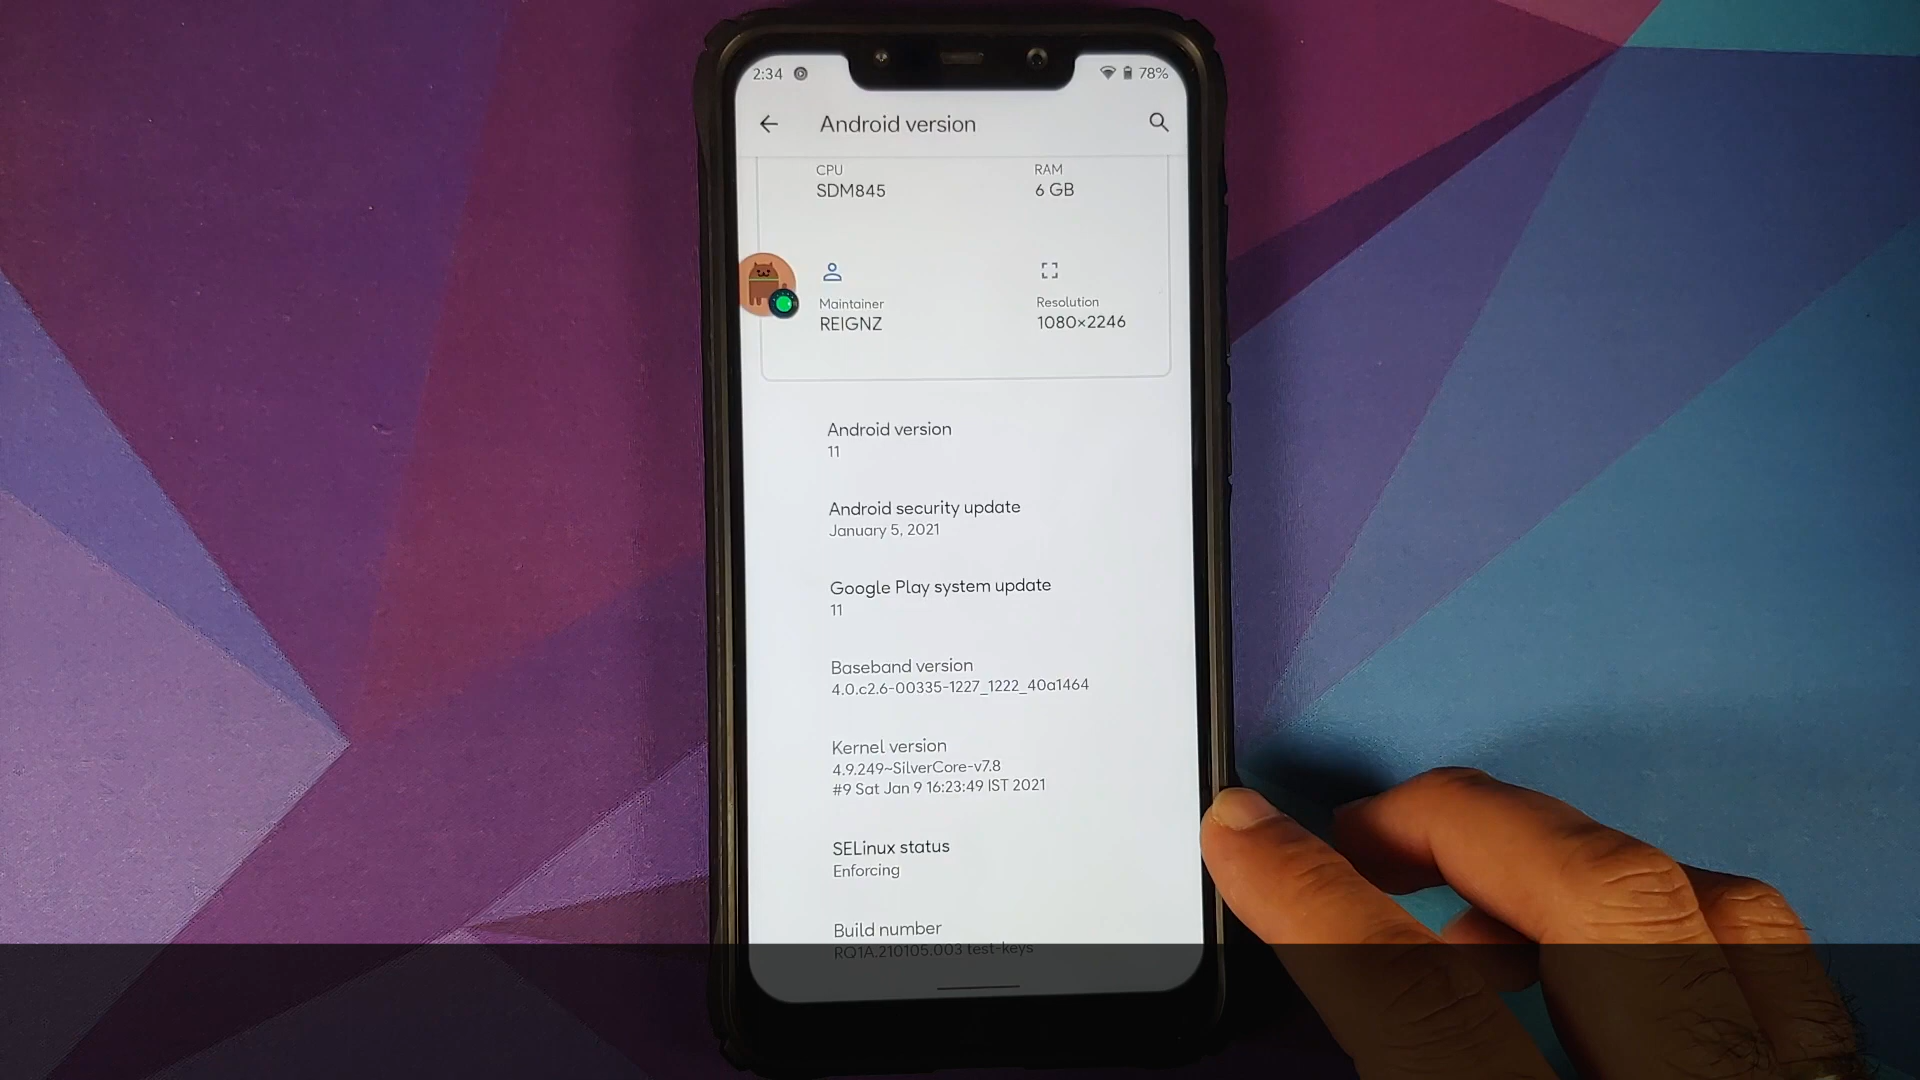 2:34 78%
Android version
CPU RAM
SDM845 6 GB
Maintainer Resolution
REIGNZ 1080×2246
Android version
11
Android security update
January 5, 2021
Google Play system update
11
Baseband version
4.0.c2.6-00335-1227_1222_40a1464
Kernel version
4.9.249~SilverCore-v7.8
#9 Sat Jan 9 16:23:49 IST 2021
SELinux status
Enforcing
Build number
RQ1A.210105.003 test-keys